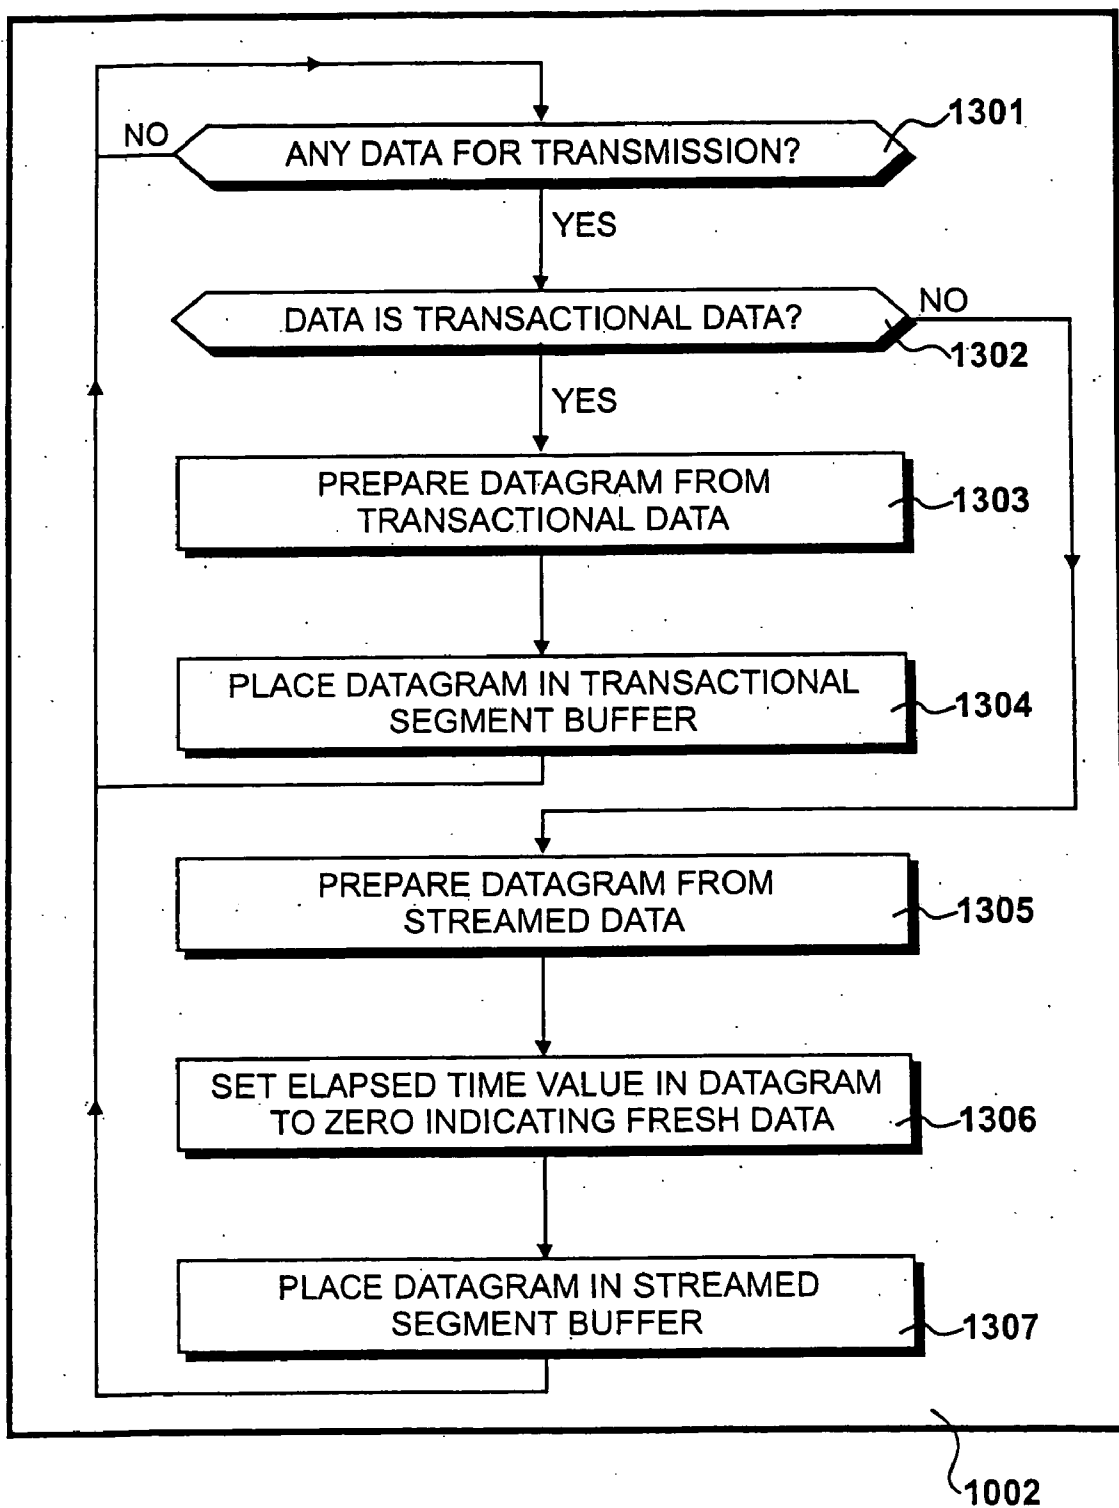 1301
NO
ANY DATA FOR TRANSMISSION?
YES
NO
DATA IS TRANSACTIONAL DATA?
1302
YES
PREPARE DATAGRAM FROM
TRANSACTIONAL DATA
1303
PLACE DATAGRAM IN TRANSACTIONAL
SEGMENT BUFFER
1304
PREPARE DATAGRAM FROM
STREAMED DATA
1305
SET ELAPSED TIME VALUE IN DATAGRAM
TO ZERO INDICATING FRESH DATA
1306
PLACE DATAGRAM IN STREAMED
SEGMENT BUFFER
1307
1002